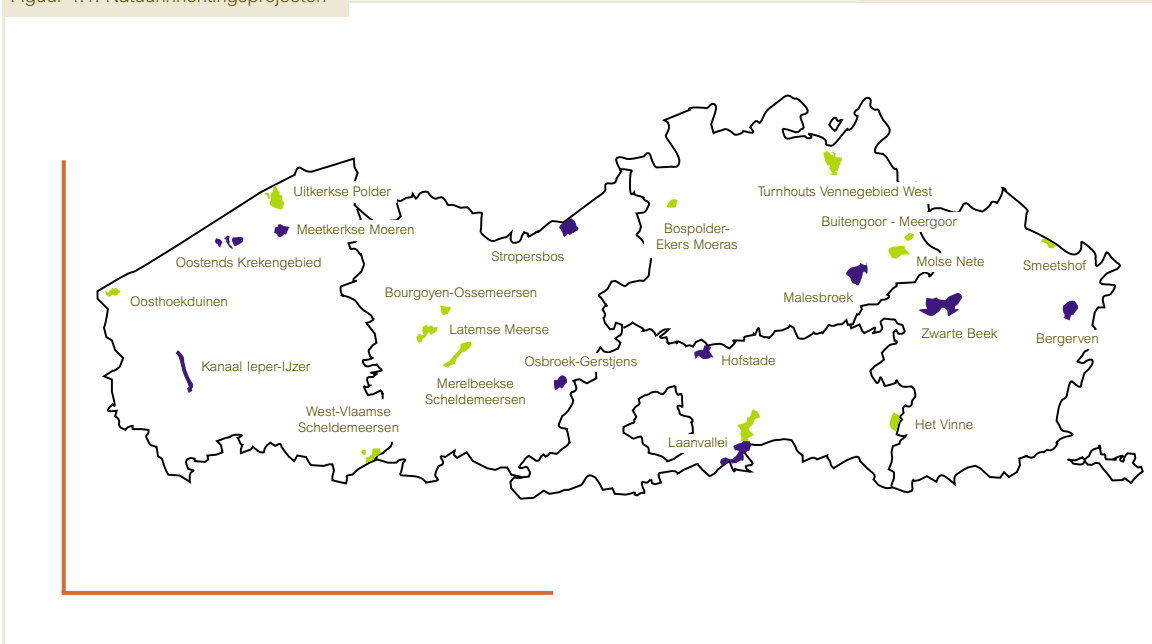 Uitkerkse Polder
Meetkerkse Moeren
Oostends Krekengebied
Oosthoekduinen
Kanaal Ieper-IJzer
West-Vlaamse
Scheldemeersen
Stropersbos
Bourgoyen-Ossemeersen
Latemse Meerse
Merelbeekse
Scheldemeersen
Osbroek-Gerstjens
Bospolder-
Ekers Moeras
Turnhouts Vennegebied West
Buitengoor - Meergoor
Molse Nete
Malesbroek
Smeetshof
Zwarte Beek
Bergerven
Hofstade
Laanvallei
Het Vinne